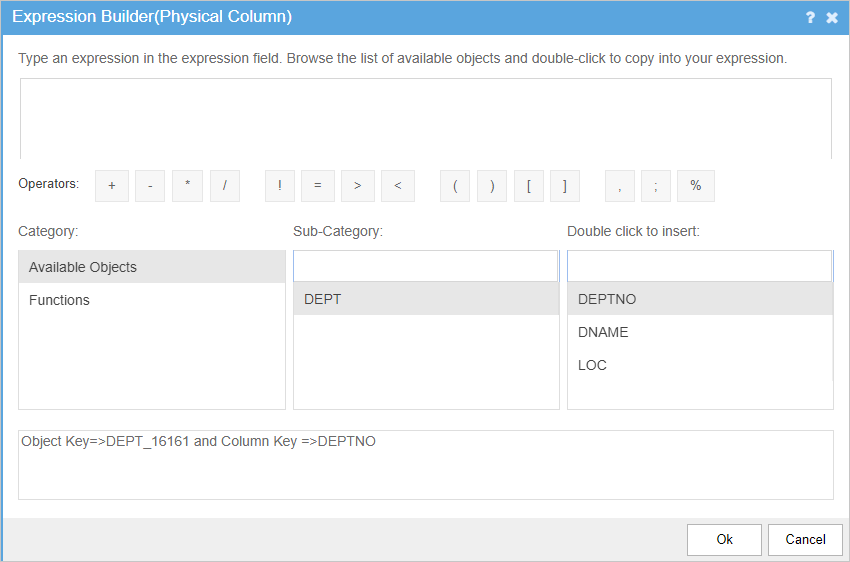 Expression Builder(Physical Column) ?
Type an expression in the expression field. Browse the list of available objects and double-click to copy into your expression.
Operators: + - * / ! = > < ( ) [ ] , ; %
Category: Sub-Category: Double click to insert:
Available Objects
Functions
DEPT
DEPTNO
DNAME
LOC
Object Key=>DEPT_16161 and Column Key =>DEPTNO
Ok Cancel